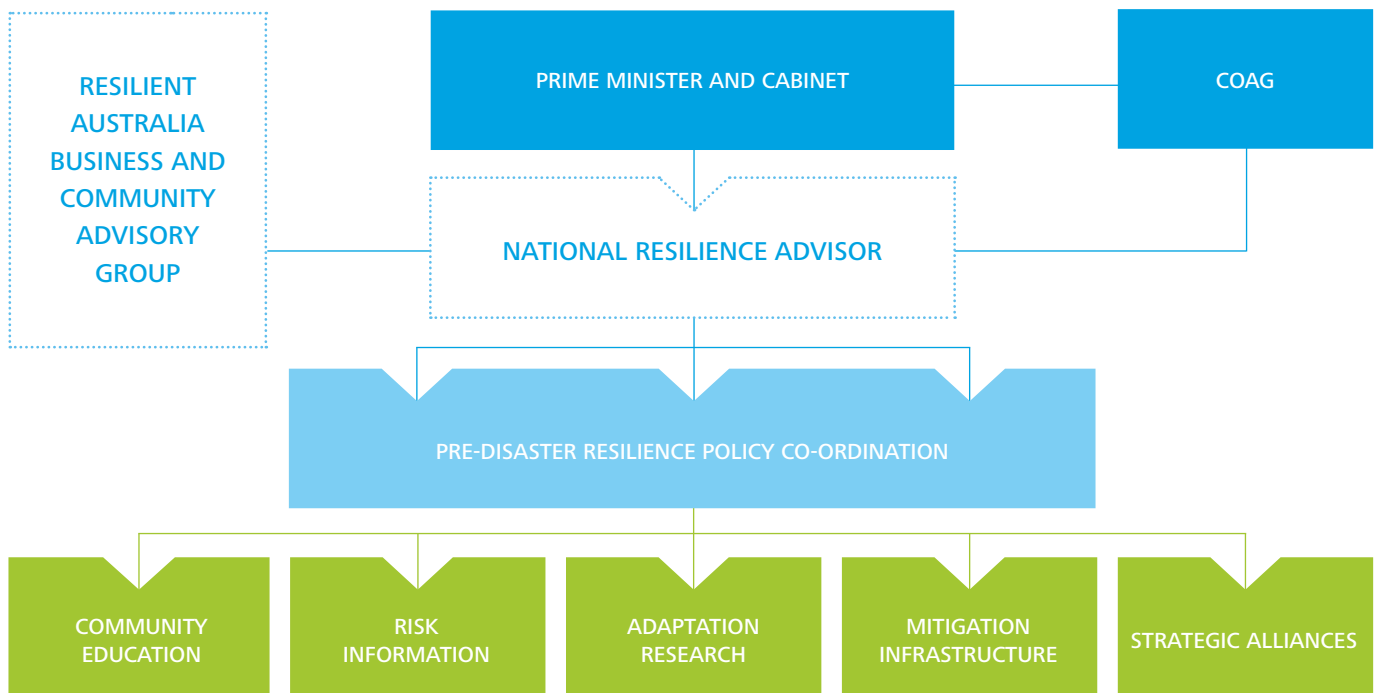 RESILIENT
AUSTRALIA
BUSINESS AND
COMMUNITY
ADVISORY
GROUP
PRIME MINISTER AND CABINET
COAG
NATIONAL RESILIENCE ADVISOR
PRE-DISASTER RESILIENCE POLICY CO-ORDINATION
COMMUNITY
EDUCATION
RISK
INFORMATION
ADAPTATION
RESEARCH
MITIGATION
INFRASTRUCTURE
STRATEGIC ALLIANCES